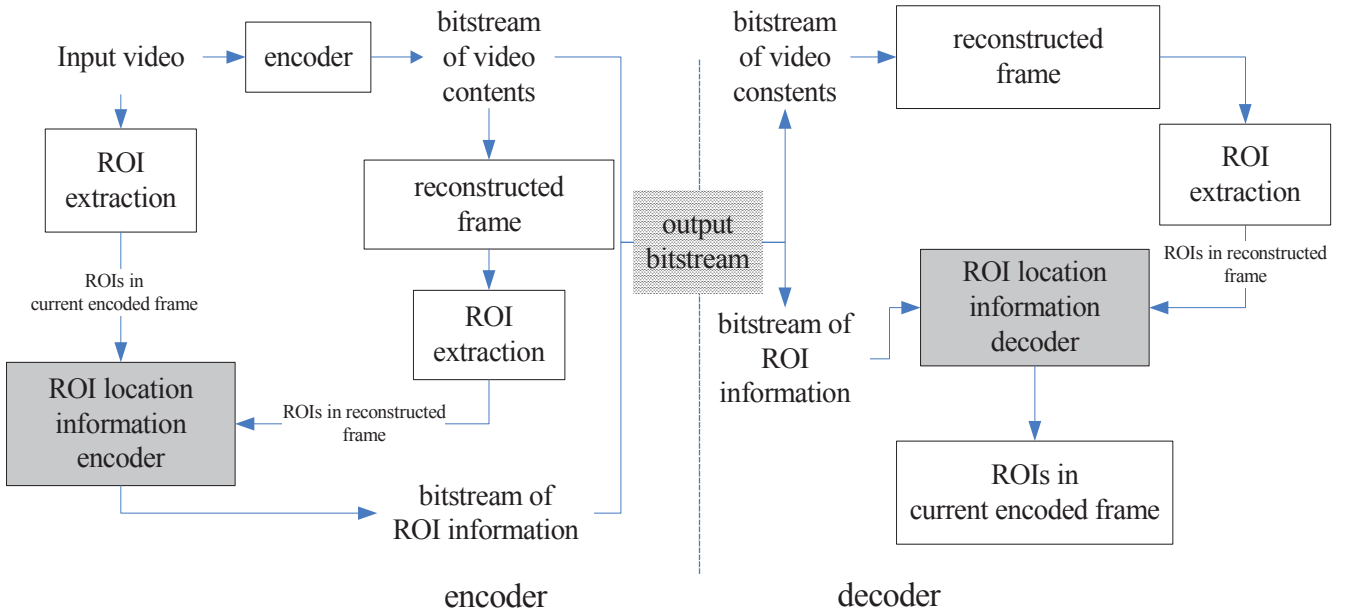 Input video
encoder
bitstream
of video
contents
ROI
extraction
reconstructed
frame
ROIs in
current encoded frame
ROI
extraction
ROI location
information
encoder
ROIs in reconstructed
frame
bitstream of
ROI information
encoder
output
bitstream
bitstream
of video
constents
reconstructed
frame
ROI
extraction
ROIs in reconstructed
frame
ROI location
information
decoder
bitstream of
ROI
information
ROIs in
current encoded frame
decoder